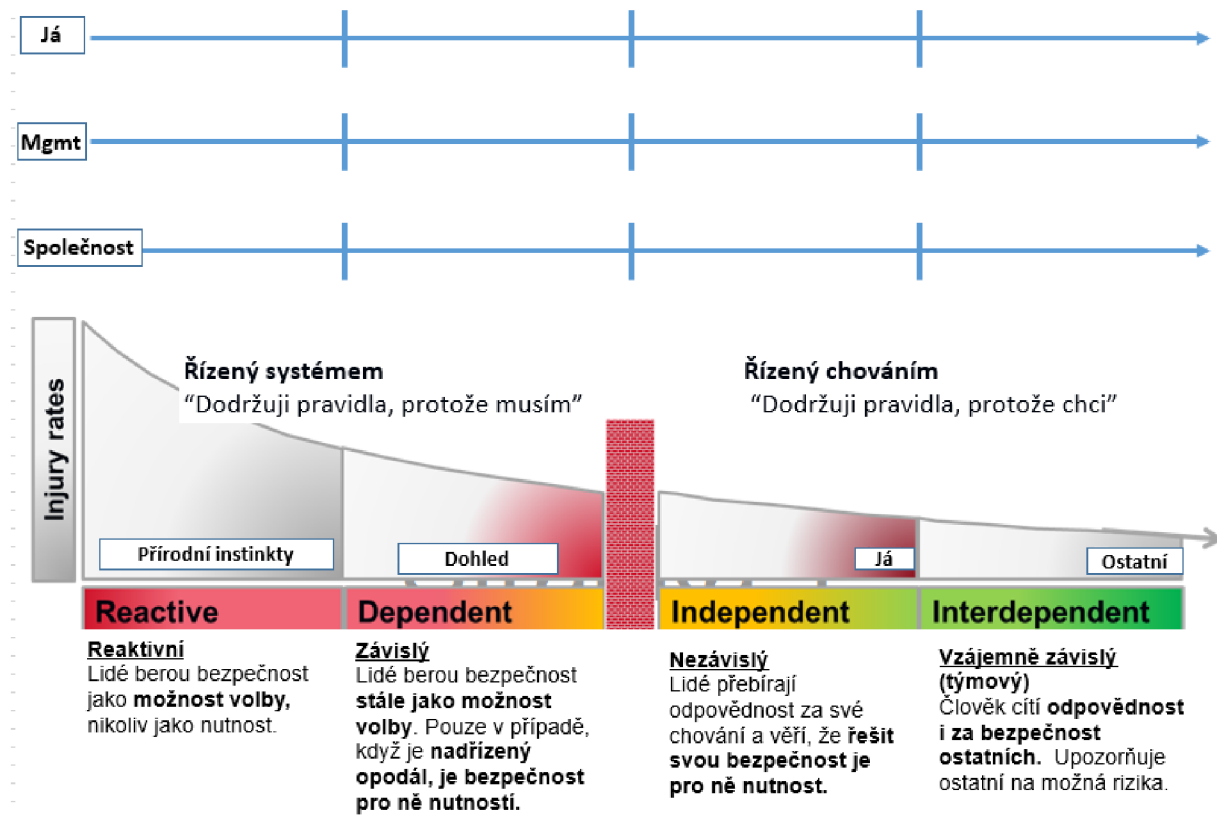 Já
Mgmt
Společnost
Injury rates
Řízený systémem
“Dodržuji pravidla, protože musím”
Řízený chováním
“Dodržuji pravidla, protože chci”
Přírodní instinkty
Dohled
Já
Ostatní
Reactive
Dependent
Independent
Interdependent
Reaktivní
Lidé berou bezpečnost
jako možnost volby,
nikoliv jako nutnost.
Závislý
Lidé berou bezpečnost
stále jako možnost
volby. Pouze v případě,
když je nadřízený
opodál, je bezpečnost
pro ně nutností.
Nezávislý
Lidé přebírají
odpovědnost za své
chování a věří, že řešit
svou bezpečnost je
pro ně nutnost.
Vzájemně závislý
(týmový)
Člověk cítí odpovědnost
i za bezpečnost
ostatních. Upozorňuje
ostatní na možná rizika.